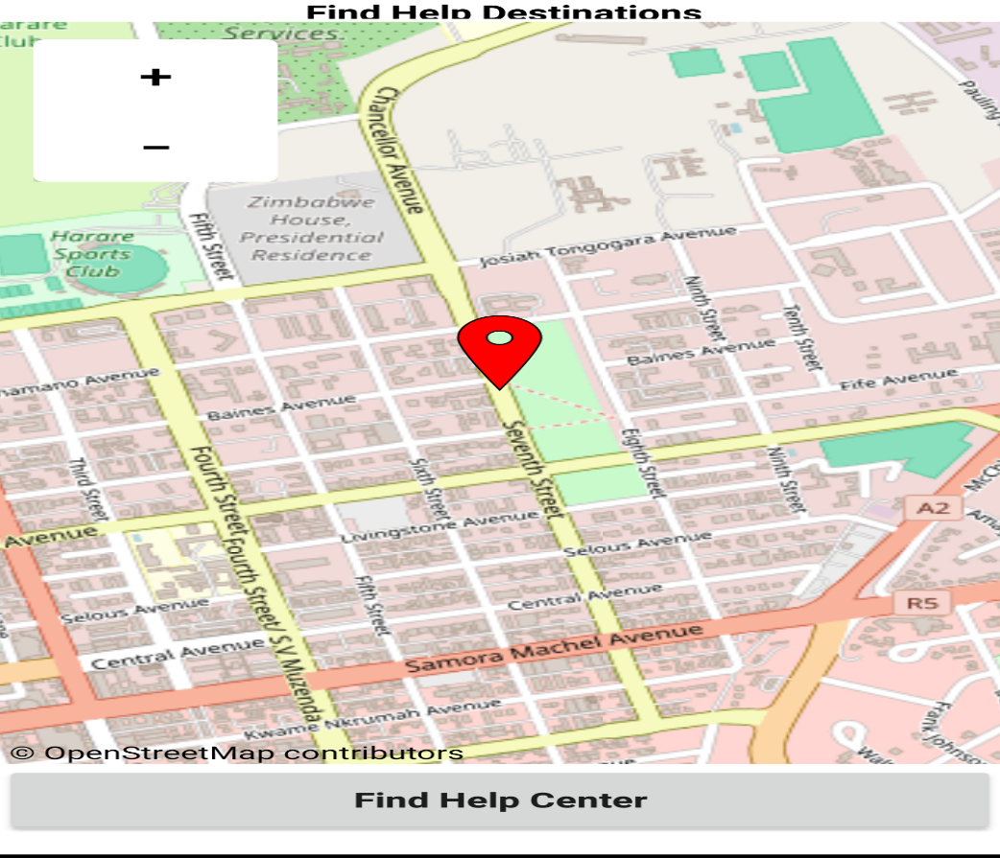 Find Help Destinations
arare
Club
Services
+
−
Chancellor Avenue
Pauling
Zimbabwe
House,
Presidential
Residence
Fifth Street
Harare
Sports
Club
Josiah Tongogara Avenue
Ninth Street
Tenth Street
Baines Avenue
Fife Avenue
namano Avenue
Baines Avenue
Third Street
Fourth Street
Sixth Street
Seventh Street
Eighth Street
Ninth Street
McCh
A2
Avenue
Livingstone Avenue
Selous Avenue
Fourth Street/ S.V Muzenda
Fifth Street
Selous Avenue
Central Avenue
R5
Central Avenue
Samora Machel Avenue
Kwame Nkrumah Avenue
Frank Johnso
© OpenStreetMap contributors
Find Help Center